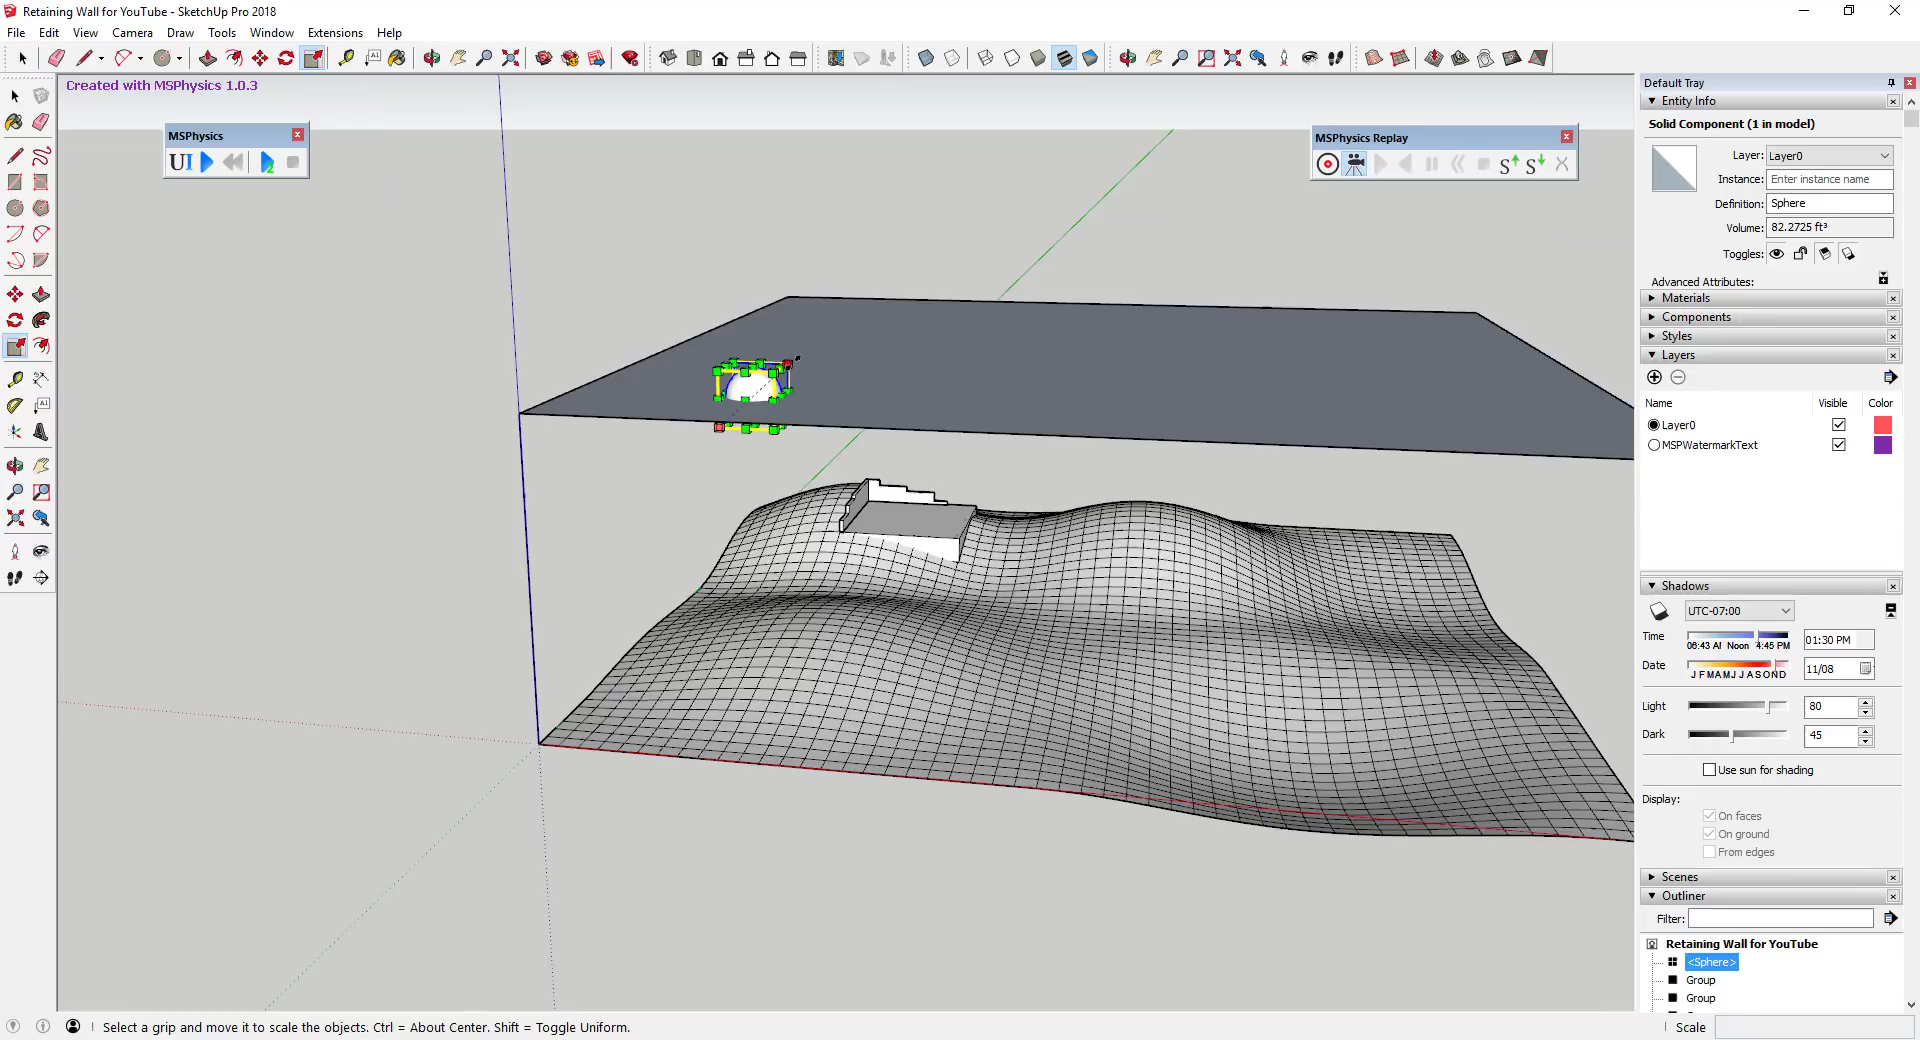 Retaining Wall for YouTube - SketchUp Pro 2018
File Edit View Camera Draw Tools Window Extensions Help
Created with MSPhysics 1.0.3
MSPhysics
UI
2
MSPhysics Replay
S S
A1
A1
Default Tray
Entity Info
Solid Component (1 in model)
Layer: Layer0
Instance: Enter instance name
Definition: Sphere
Volume: 82.2725 ft³
Toggles:
Advanced Attributes:
Materials
Components
Styles
Layers
Name Visible Color
Layer0
MSPWatermarkText
Shadows
UTC-07:00
Time 01:30 PM
06:43 AI Noon 4:45 PM
Date 11/08
J F M A M J J A S O N D
Light 80
Dark 45
Use sun for shading
Display:
On faces
On ground
From edges
Scenes
Outliner
Filter:
Retaining Wall for YouTube
<Sphere>
Group
Group
Select a grip and move it to scale the objects. Ctrl = About Center. Shift = Toggle Uniform.
Scale